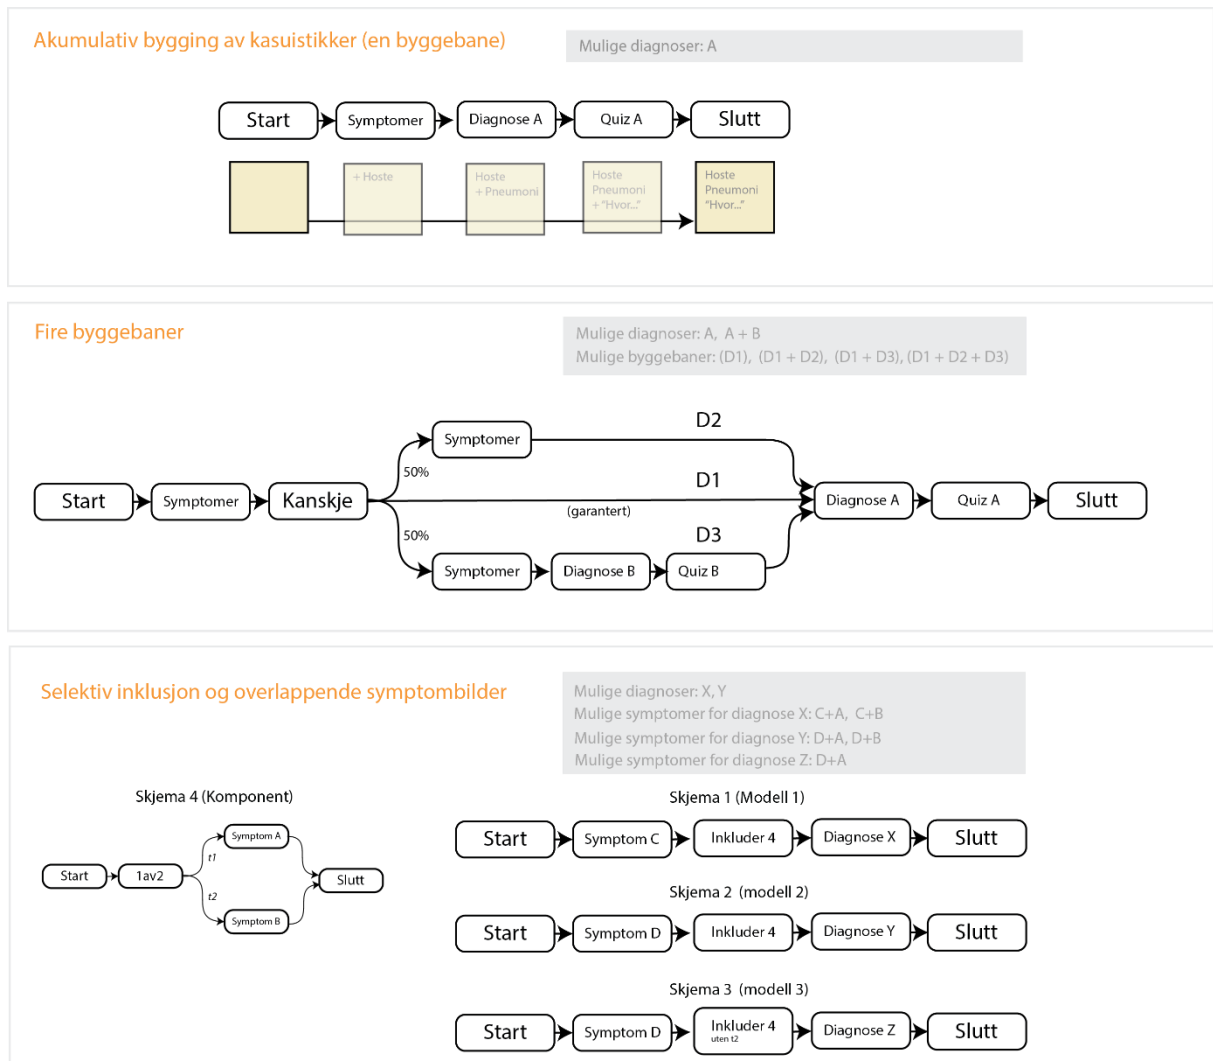 Akumulativ bygging av kasuistikker (en byggebane)
Mulige diagnoser: A
Start
Symptomer
Diagnose A
Quiz A
Slutt
+ Hoste
Hoste
+ Pneumoni
Hoste
Pneumoni
+ "Hvor..."
Hoste
Pneumoni
"Hvor..."
Fire byggebaner
Mulige diagnoser: A, A + B
Mulige byggebaner: (D1), (D1 + D2), (D1 + D3), (D1 + D2 + D3)
Start
Symptomer
Kanskje
50%
Symptomer
D2
D1
(garantert)
50%
D3
Symptomer
Diagnose B
Quiz B
Diagnose A
Quiz A
Slutt
Selektiv inklusjon og overlappende symptombilder
Mulige diagnoser: X, Y
Mulige symptomer for diagnose X: C+A, C+B
Mulige symptomer for diagnose Y: D+A, D+B
Mulige symptomer for diagnose Z: D+A
Skjema 4 (Komponent)
Start
1av2
t1
Symptom A
t2
Symptom B
Slutt
Skjema 1 (Modell 1)
Start
Symptom C
Inkluder 4
Diagnose X
Slutt
Skjema 2 (modell 2)
Start
Symptom D
Inkluder 4
Diagnose Y
Slutt
Skjema 3 (modell 3)
Start
Symptom D
Inkluder 4
uten t2
Diagnose Z
Slutt